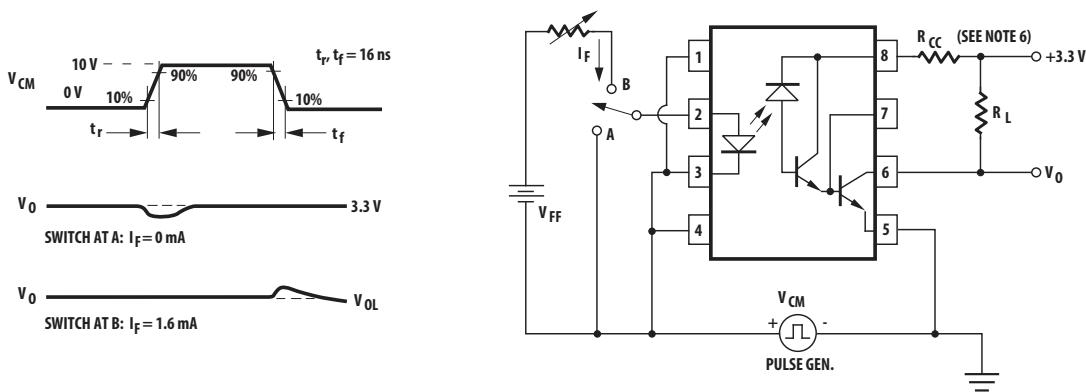 t_r, t_f = 16 ns
V_CM
10 V
0 V
10%
90%
90%
10%
t_r
t_f
V_O
3.3 V
SWITCH AT A: I_F = 0 mA
V_O
V_OL
SWITCH AT B: I_F = 1.6 mA
I_F
B
A
V_FF
1
2
3
4
8
7
6
5
R_CC (SEE NOTE 6)
+3.3 V
R_L
V_O
V_CM
+
-
PULSE GEN.